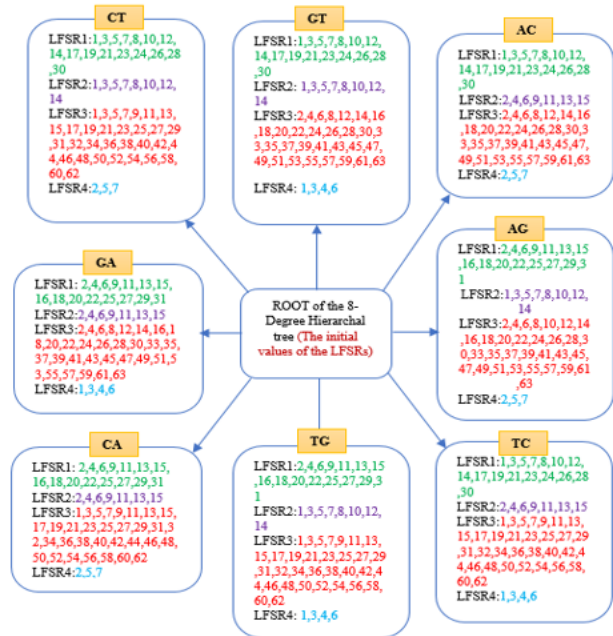 CT
LFSR1: 1,3,5,7,8,10,12,
14,17,19,21,23,24,26,28
,30
LFSR2: 1,3,5,7,8,10,12,
14
LFSR3: 1,3,5,7,9,11,13,
15,17,19,21,23,25,27,29
,31,32,34,36,38,40,42,4
4,46,48,50,52,54,56,58,
60,62
LFSR4: 2,5,7
GT
LFSR1: 1,3,5,7,8,10,12,
,14,17,19,21,23,24,26,28,
,30
LFSR2: 1,3,5,7,8,10,12,
14
LFSR3:2,4,6,8,12,14,16
,18,20,22,24,26,28,30,3
3,35,37,39,41,43,45,47,
49,51,53,55,57,59,61,63
LFSR4: 1,3,4,6
AC
LFSR1:1,3,5,7,8,10,12,
14,17,19,21,23,24,26,28,
30
LFSR2:2,4,6,9,11,13,15
LFSR3:2,4,6,8,12,14,16
,18,20,22,24,26,28,30,3
3,35,37,39,41,43,45,47,
49,51,53,55,57,59,61,63
LFSR4:2,5,7
GA
LFSR1: 2,4,6,9,11,13,15,
16,18,20,22,25,27,29,31
LFSR2:2,4,6,9,11,13,15
LFSR3:2,4,6,8,12,14,16,18
,20,22,24,26,28,30,33,35,
37,39,41,43,45,47,49,51,5
3,55,57,59,61,63
LFSR4:1,3,4,6
ROOT of the 8-
Degree Hierarchal
tree (The initial
values of the LFSRs)
AG
LFSR1:2,4,6,9,11,13,15
,16,18,20,22,25,27,29,3
1
LFSR2:1,3,5,7,8,10,12,
14
LFSR3:2,4,6,8,10,12,14
,16,18,20,22,24,26,28,3
0,33,35,37,39,41,43,45,
47,49,51,53,55,57,59,61
,63
LFSR4:2,5,7
CA
LFSR1: 2,4,6,9,11,13,15,
16,18,20,22,25,27,29,31
LFSR2:2,4,6,9,11,13,15
LFSR3:1,3,5,7,9,11,13,15,
17,19,21,23,25,27,29,31,3
2,34,36,38,40,42,44,46,48,
50,52,54,56,58,60,62
LFSR4:2,5,7
TG
LFSR1:2,4,6,9,11,13,15
,16,18,20,22,25,27,29,3
1
LFSR2:1,3,5,7,8,10,12,
14
LFSR3:1,3,5,7,9,11,13,
15,17,19,21,23,25,27,29
,31,32,34,36,38,40,42,4
4,46,48,50,52,54,56,58,
60,62
LFSR4: 1,3,4,6
TC
LFSR1:1,3,5,7,8,10,12,
14,17,19,21,23,24,26,28
,30
LFSR2:2,4,6,9,11,13,15
LFSR3:1,3,5,7,9,11,13,
15,17,19,21,23,25,27,29
,31,32,34,36,38,40,42,4
4,46,48,50,52,54,56,58,
60,62
LFSR4:1,3,4,6